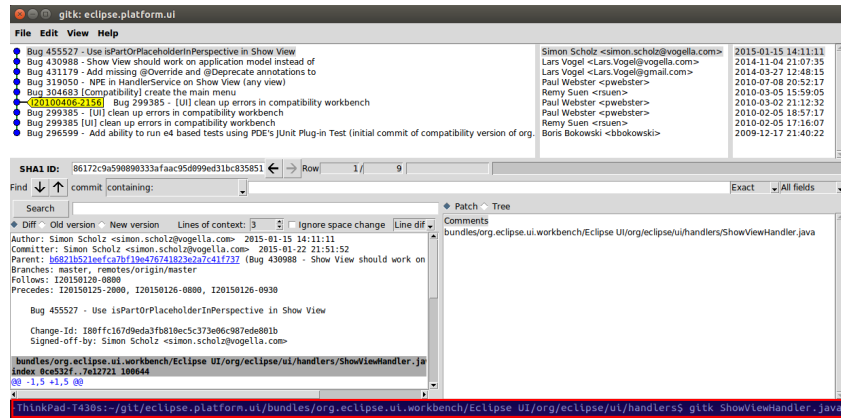 gitk: eclipse.platform.ui
File Edit View Help
Bug 455527 - Use isPartOrPlaceholderInPerspective in Show View
Simon Scholz <simon.scholz@vogella.com>
2015-01-15 14:11:11
Bug 430988 - Show View should work on application model instead of
Lars Vogel <Lars.Vogel@vogella.com>
2014-11-04 21:07:35
Bug 431179 - Add missing @Override and @Deprecate annotations to
Lars Vogel <Lars.Vogel@gmail.com>
2014-03-27 12:48:15
Bug 319050 - NPE in HandlerService on Show View (any view)
Paul Webster <pwebster>
2010-07-08 20:52:17
Bug 304683 [Compatibility] create the main menu
Remy Suen <rsuen>
2010-03-05 15:59:05
I20100406-2156 Bug 299385 - [UI] clean up errors in compatibility workbench
Paul Webster <pwebster>
2010-03-02 21:12:32
Bug 299385 - [UI] clean up errors in compatibility workbench
Paul Webster <pwebster>
2010-02-05 18:57:17
Bug 299385 [UI] clean up errors in compatibility workbench
Remy Suen <rsuen>
2010-02-05 17:16:07
Bug 296599 - Add ability to run e4 based tests using PDE's JUnit Plug-in Test (initial commit of compatibility version of org.
Boris Bokowski <bbokowski>
2009-12-17 21:40:22
SHA1 ID: 86172c9a590890333afaac95d099ed31bc835851 Row 1 / 9
Find commit containing: Exact All fields
Search
Patch Tree
Diff Old version New version Lines of context: 3 Ignore space change Line dif
Author: Simon Scholz <simon.scholz@vogella.com> 2015-01-15 14:11:11
Committer: Simon Scholz <simon.scholz@vogella.com> 2015-01-22 21:51:52
Parent: b6821b521eefca7bf19e476741823e2a7c41f737 (Bug 430988 - Show View should work on
Branches: master, remotes/origin/master
Follows: I20150120-0800
Precedes: I20150125-2000, I20150126-0800, I20150126-0930
Bug 455527 - Use isPartOrPlaceholderInPerspective in Show View
Change-Id: I80ffc167d9eda3fb810ec5c373e06c987ede801b
Signed-off-by: Simon Scholz <simon.scholz@vogella.com>
bundles/org.eclipse.ui.workbench/Eclipse UI/org/eclipse/ui/handlers/ShowViewHandler.ja
index 0ce532f..7e12721 100644
@@ -1,5 +1,5 @@
Comments
bundles/org.eclipse.ui.workbench/Eclipse UI/org/eclipse/ui/handlers/ShowViewHandler.java
-ThinkPad-T430s:~/git/eclipse.platform.ui/bundles/org.eclipse.ui.workbench/Eclipse UI/org/eclipse/ui/handlers$ gitk ShowViewHandler.java